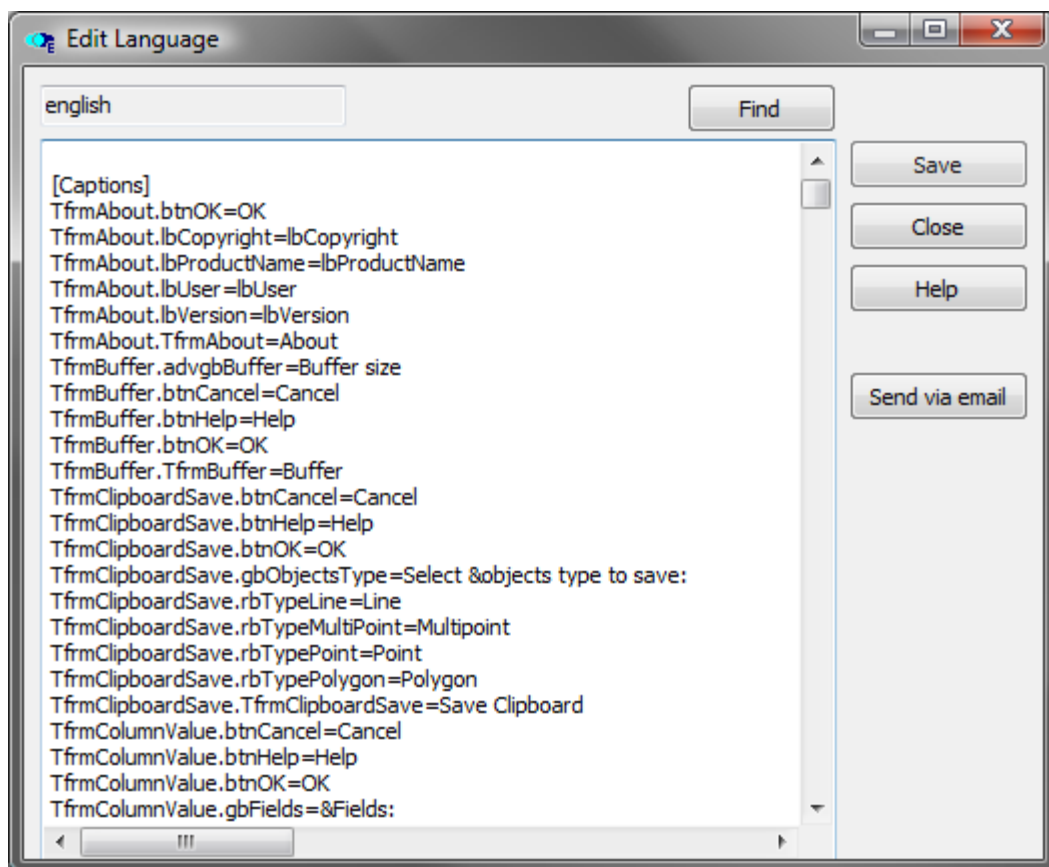 Edit Language
english
Find
Save
Close
Help
Send via email
[Captions]
TfrmAbout.btnOK=OK
TfrmAbout.lbCopyright=lbCopyright
TfrmAbout.lbProductName=lbProductName
TfrmAbout.lbUser=lbUser
TfrmAbout.lbVersion=lbVersion
TfrmAbout.TfrmAbout=About
TfrmBuffer.advgbBuffer=Buffer size
TfrmBuffer.btnCancel=Cancel
TfrmBuffer.btnHelp=Help
TfrmBuffer.btnOK=OK
TfrmBuffer.TfrmBuffer=Buffer
TfrmClipboardSave.btnCancel=Cancel
TfrmClipboardSave.btnHelp=Help
TfrmClipboardSave.btnOK=OK
TfrmClipboardSave.gbObjectsType=Select &objects type to save:
TfrmClipboardSave.rbTypeLine=Line
TfrmClipboardSave.rbTypeMultiPoint=Multipoint
TfrmClipboardSave.rbTypePoint=Point
TfrmClipboardSave.rbTypePolygon=Polygon
TfrmClipboardSave.TfrmClipboardSave=Save Clipboard
TfrmColumnValue.btnCancel=Cancel
TfrmColumnValue.btnHelp=Help
TfrmColumnValue.btnOK=OK
TfrmColumnValue.gbFields=&Fields: